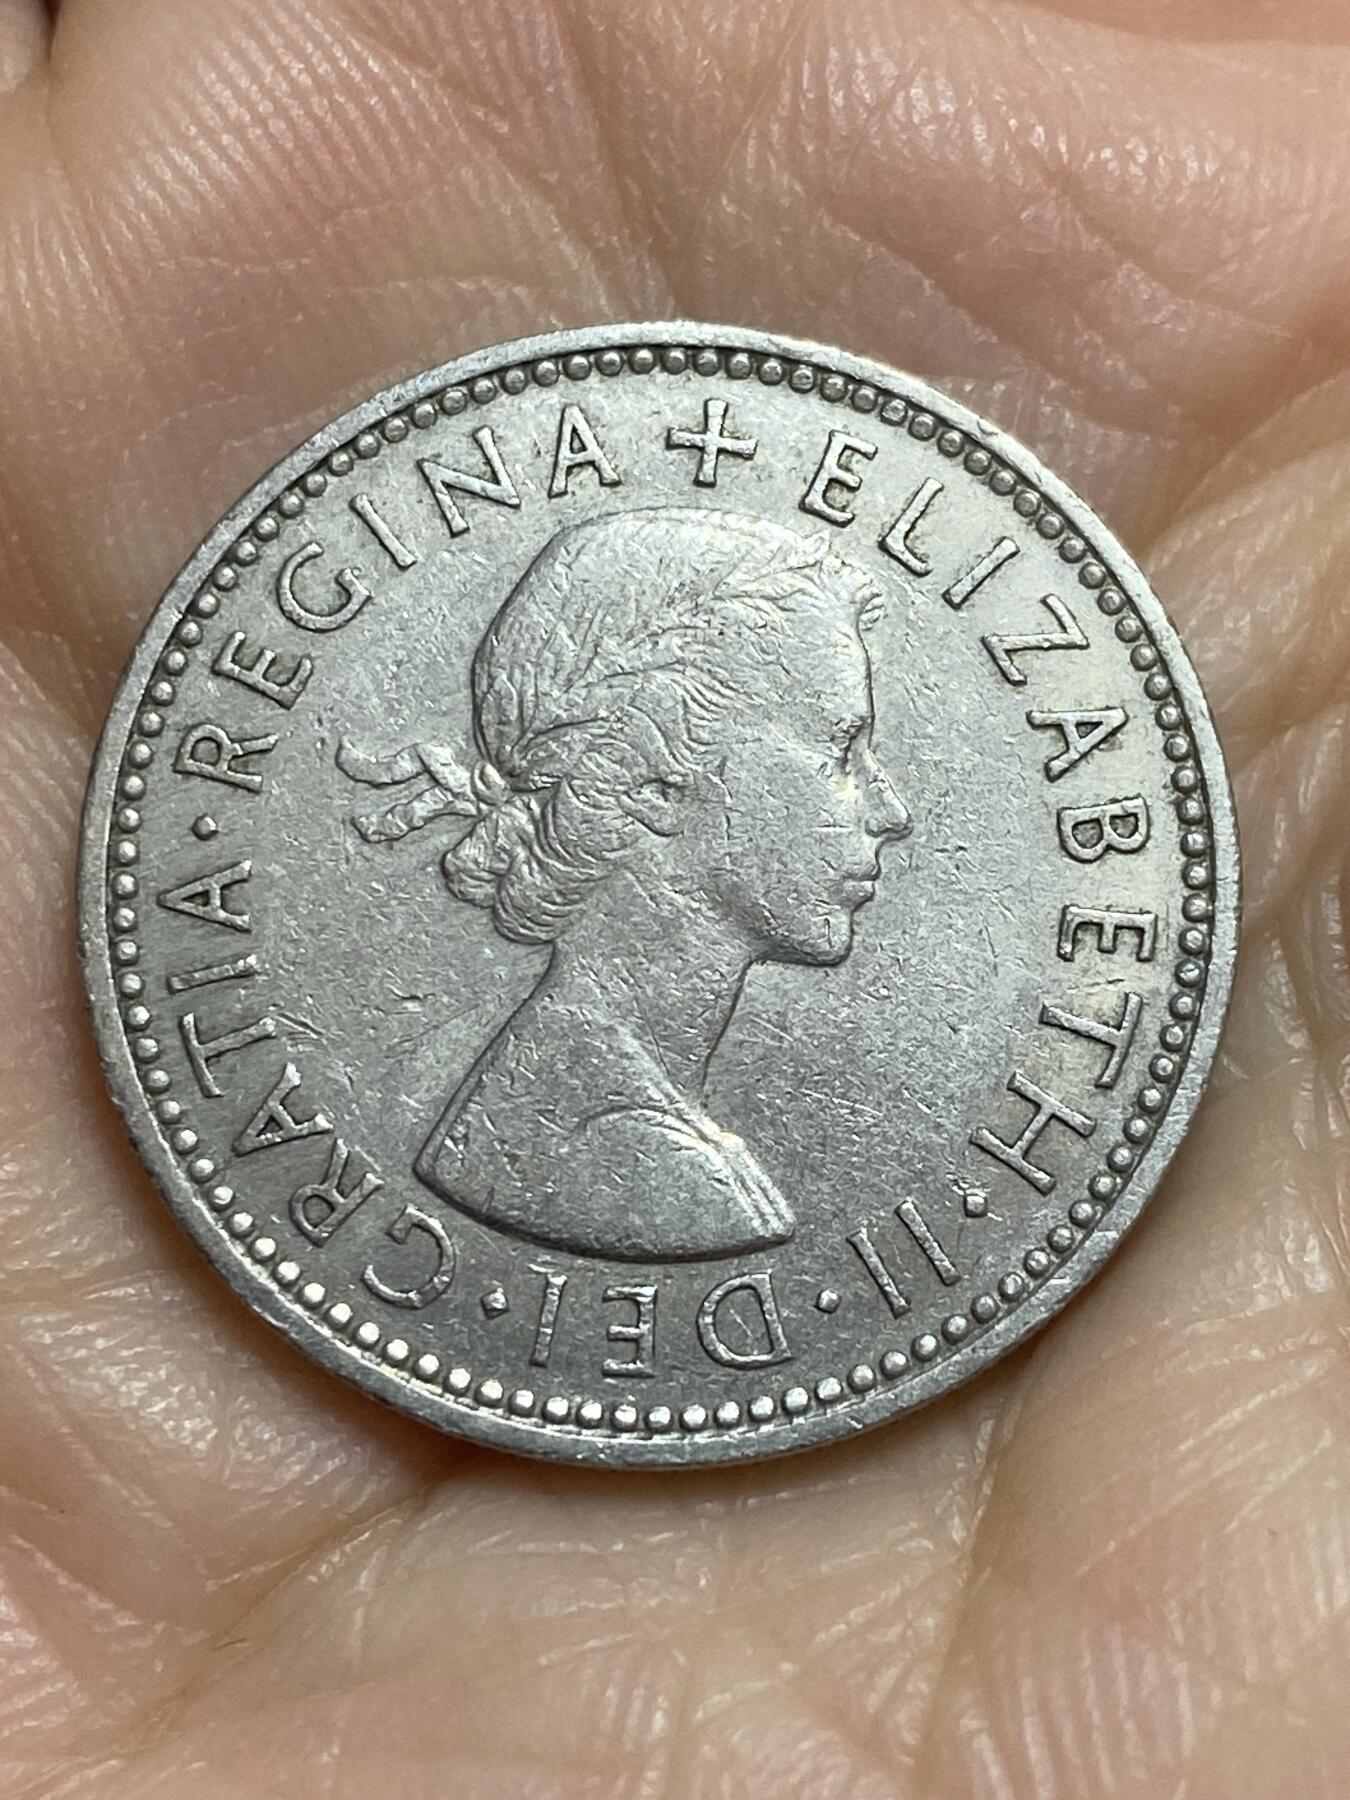 + ELIZABETH · II · DEI · GRATIA · REGINA